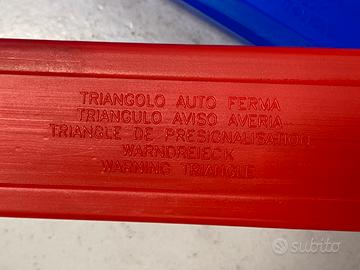 TRIANGOLO AUTO FERMA
TRIANGULO AVISO AVERIA
TRIANGLE DE PRESIGNALISATION
WARNDREIECK
WARNING TRIANGLE
subito